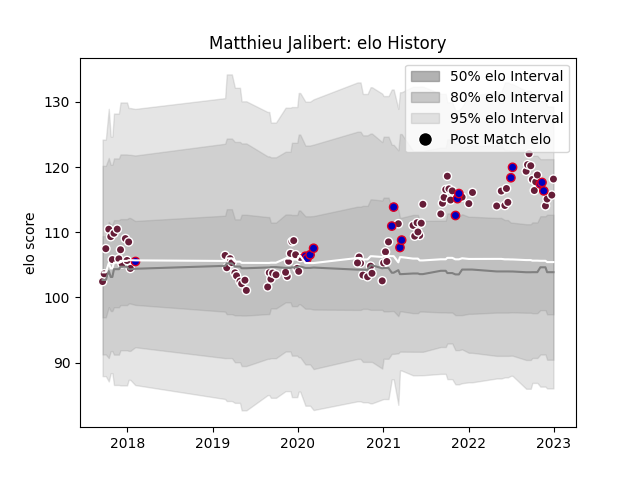 Matthieu Jalibert: elo History
50% elo Interval
80% elo Interval
95% elo Interval
Post Match elo
elo score
130
120
110
100
90
2018
2019
2020
2021
2022
2023